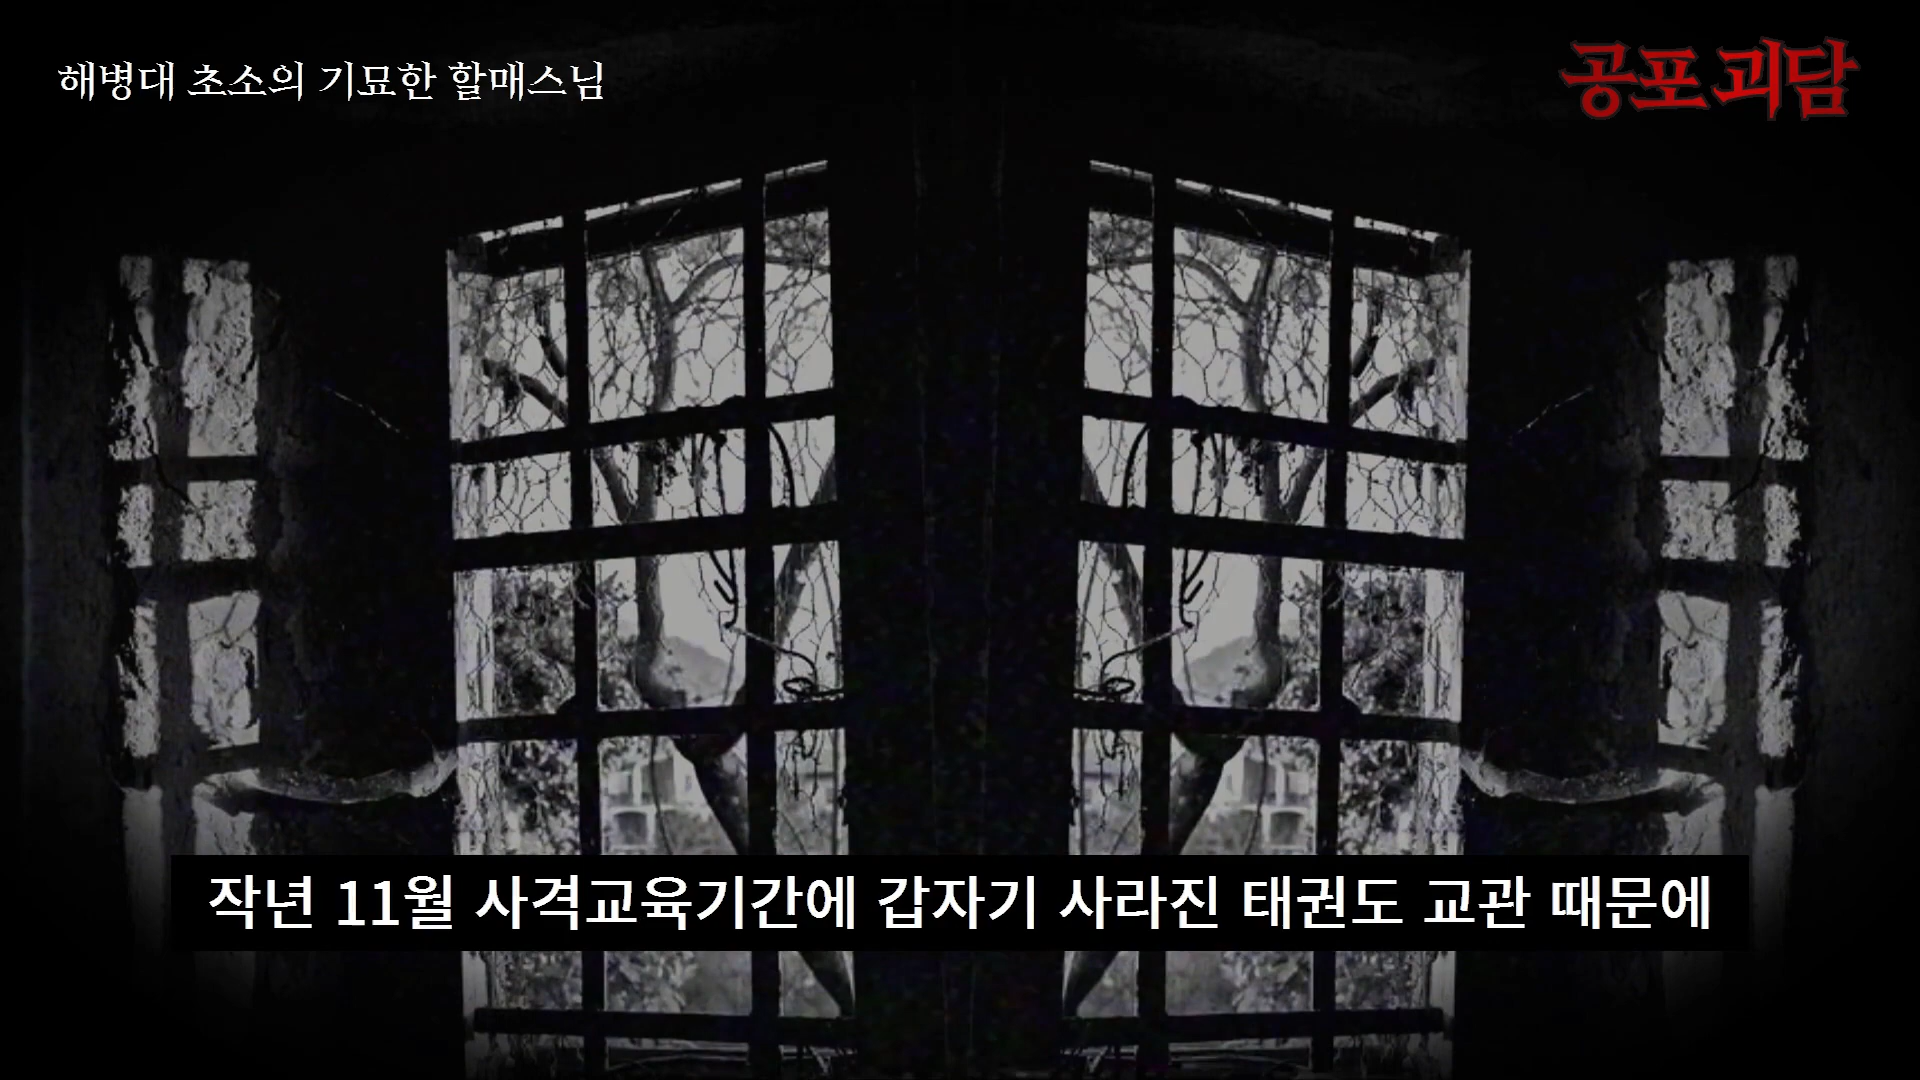 해병대 초소의 기묘한 할매스님
공포 괴담
작년 11월 사격교육기간에 갑자기 사라진 태권도 교관 때문에